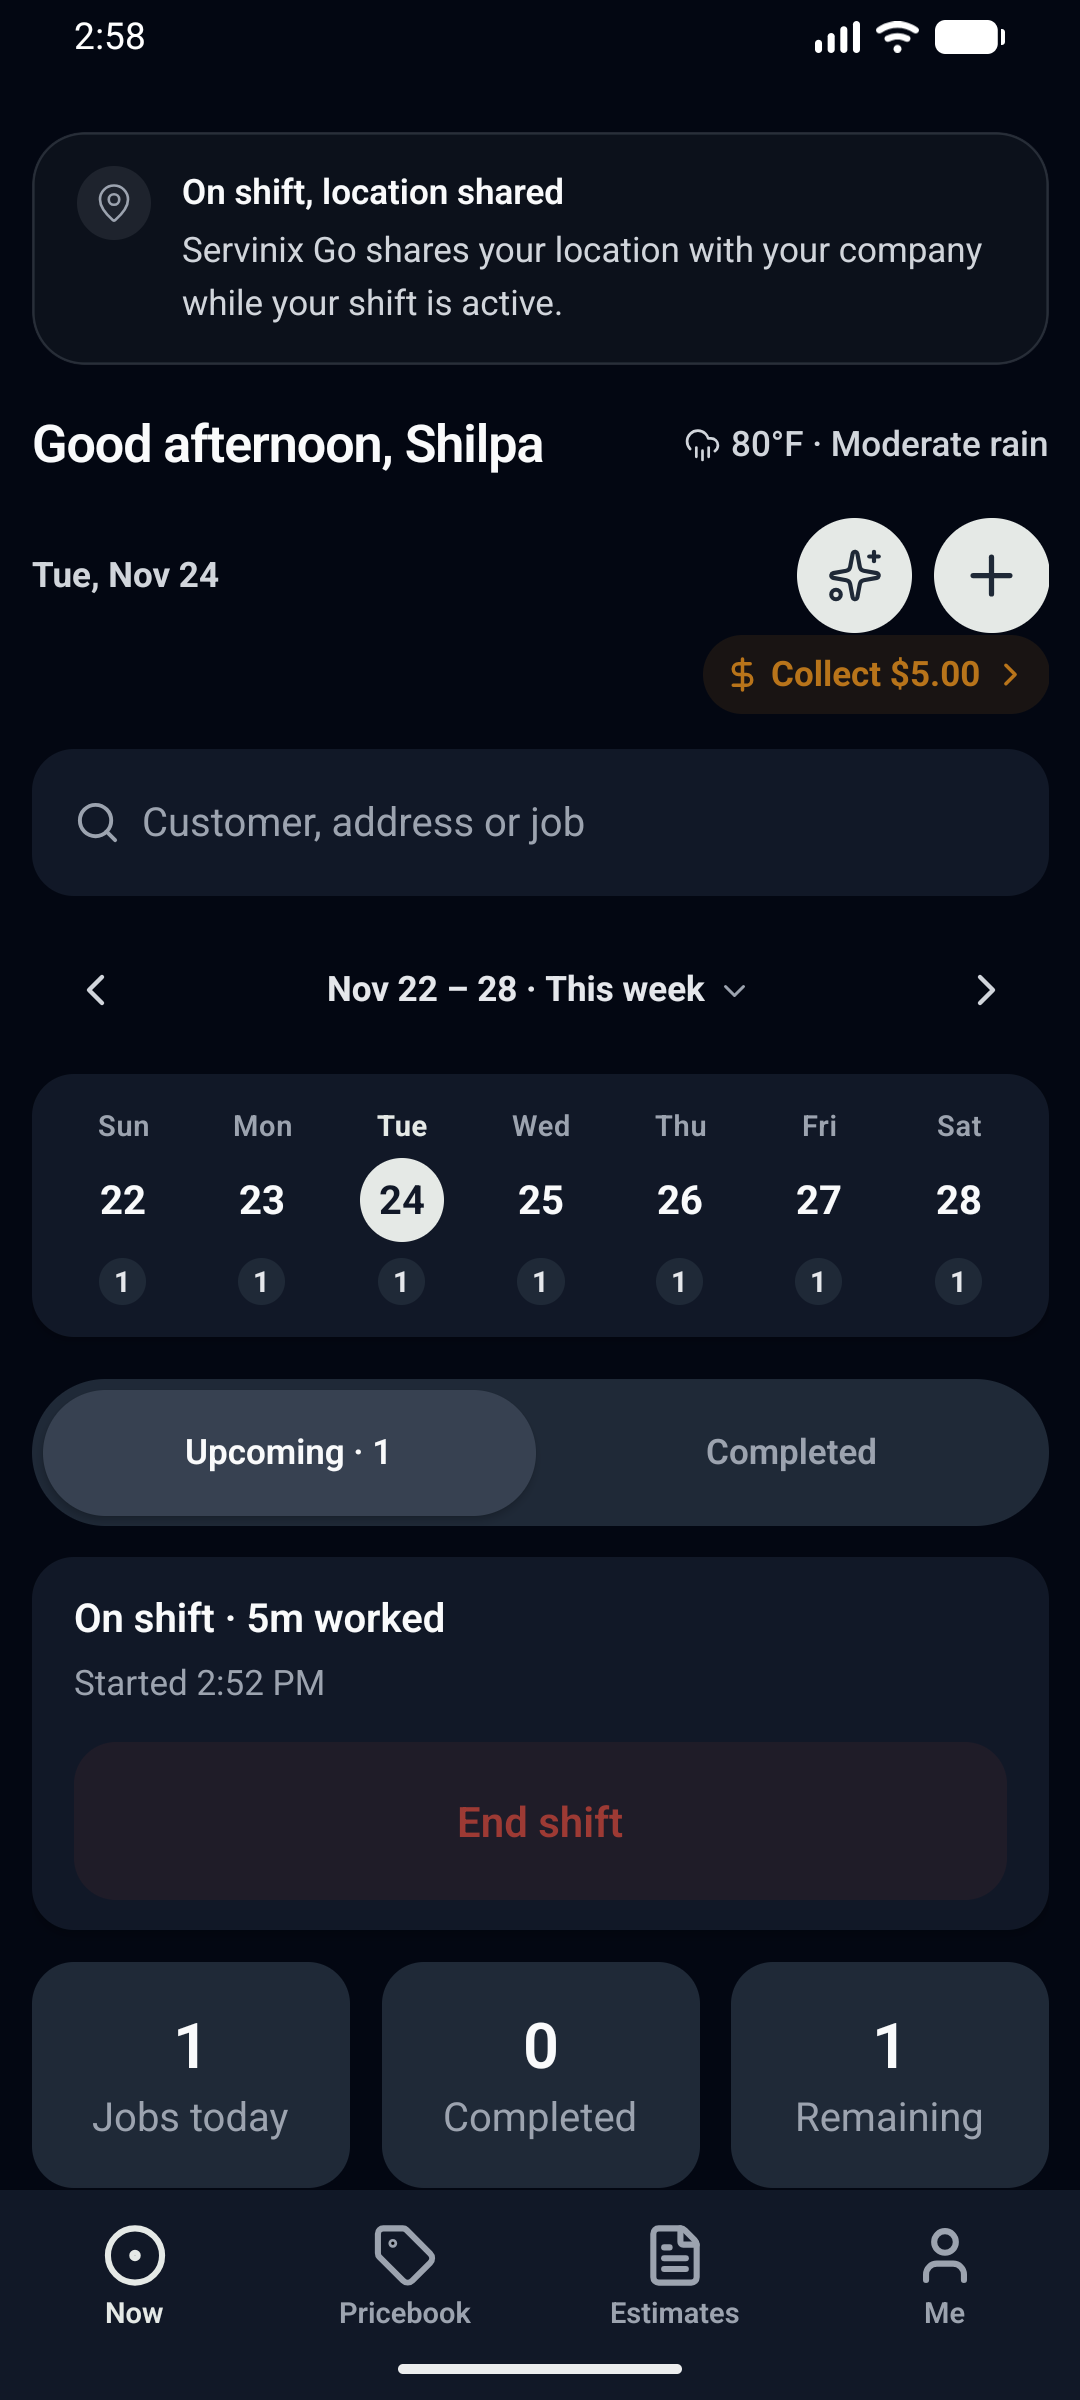 2:58
On shift, location shared
Servinix Go shares your location with your company
while your shift is active.
Good afternoon, Shilpa
80°F · Moderate rain
Tue, Nov 24
Collect $5.00
Customer, address or job
Nov 22 – 28 · This week
Sun Mon Tue Wed Thu Fri Sat
22 23 24 25 26 27 28
1 1 1 1 1 1 1
Upcoming · 1 Completed
On shift · 5m worked
Started 2:52 PM
End shift
1 0 1
Jobs today Completed Remaining
Now Pricebook Estimates Me